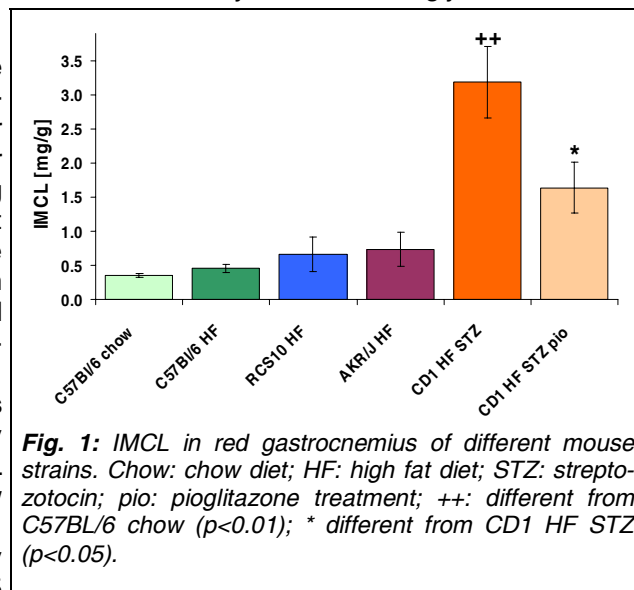 ++
*
3.5
3.0
2.5
2.0
1.5
1.0
0.5
0.0
IMCL [mg/g]
C57Bl/6 chow
C57Bl/6 HF
RCS10 HF
AKR/J HF
CD1 HF STZ
CD1 HF STZ pio
Fig. 1: IMCL in red gastrocnemius of different mouse
strains. Chow: chow diet; HF: high fat diet; STZ: strepto-
zotocin; pio: pioglitazone treatment; ++: different from
C57BL/6 chow (p<0.01); * different from CD1 HF STZ
(p<0.05).